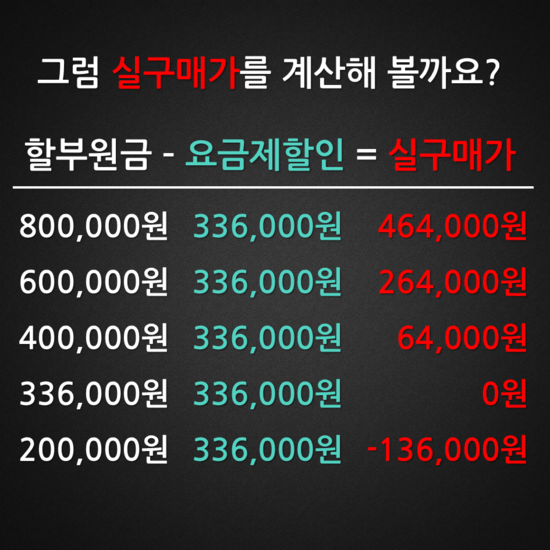 그럼 실구매가를 계산해 볼까요?
할부원금 - 요금제할인 = 실구매가
800,000원 336,000원 464,000원
600,000원 336,000원 264,000원
400,000원 336,000원 64,000원
336,000원 336,000원 0원
200,000원 336,000원 -136,000원